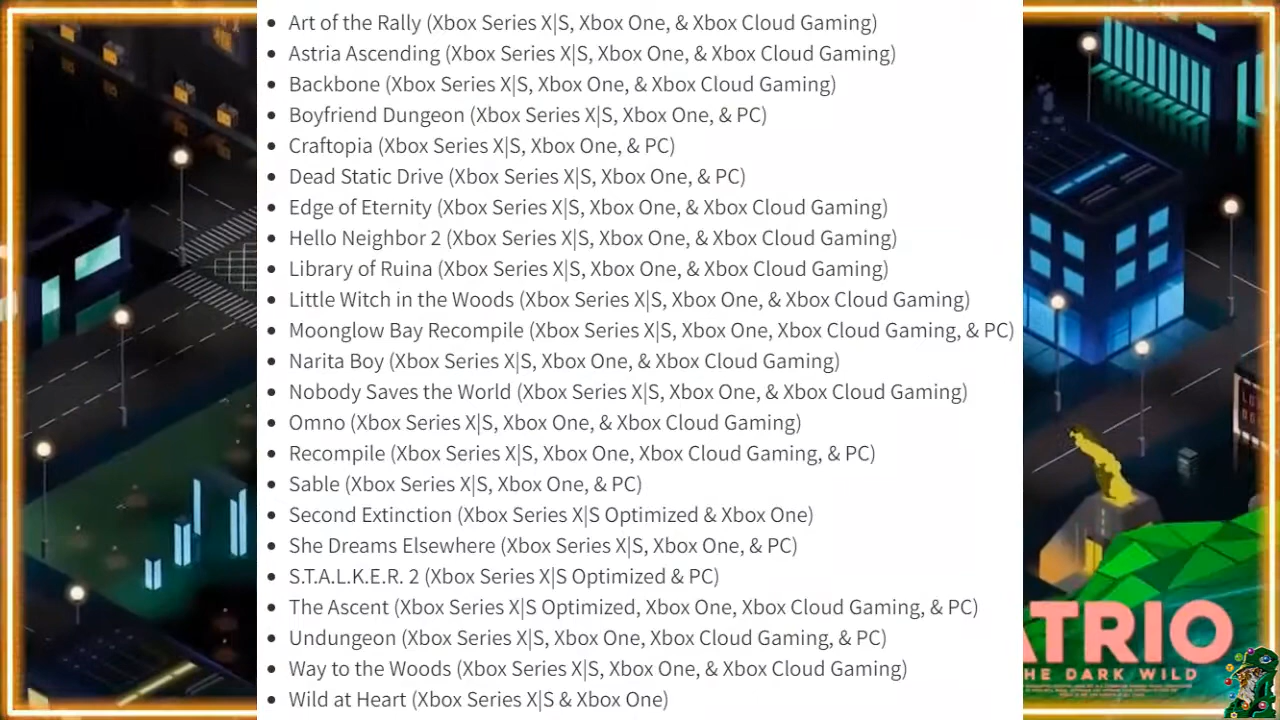 Art of the Rally (Xbox Series X|S, Xbox One, & Xbox Cloud Gaming)
Astria Ascending (Xbox Series X|S, Xbox One, & Xbox Cloud Gaming)
Backbone (Xbox Series X|S, Xbox One, & Xbox Cloud Gaming)
Boyfriend Dungeon (Xbox Series X|S, Xbox One, & PC)
Craftopia (Xbox Series X|S, Xbox One, & PC)
Dead Static Drive (Xbox Series X|S, Xbox One, & PC)
Edge of Eternity (Xbox Series X|S, Xbox One, & Xbox Cloud Gaming)
Hello Neighbor 2 (Xbox Series X|S, Xbox One, & Xbox Cloud Gaming)
Library of Ruina (Xbox Series X|S, Xbox One, & Xbox Cloud Gaming)
Little Witch in the Woods (Xbox Series X|S, Xbox One, & Xbox Cloud Gaming)
Moonglow Bay Recompile (Xbox Series X|S, Xbox One, Xbox Cloud Gaming, & PC)
Narita Boy (Xbox Series X|S, Xbox One, & Xbox Cloud Gaming)
Nobody Saves the World (Xbox Series X|S, Xbox One, & Xbox Cloud Gaming)
Omno (Xbox Series X|S, Xbox One, & Xbox Cloud Gaming)
Recompile (Xbox Series X|S, Xbox One, Xbox Cloud Gaming, & PC)
Sable (Xbox Series X|S, Xbox One, & PC)
Second Extinction (Xbox Series X|S Optimized & Xbox One)
She Dreams Elsewhere (Xbox Series X|S, Xbox One, & PC)
S.T.A.L.K.E.R. 2 (Xbox Series X|S Optimized & PC)
The Ascent (Xbox Series X|S Optimized, Xbox One, Xbox Cloud Gaming, & PC)
Undungeon (Xbox Series X|S, Xbox One, Xbox Cloud Gaming, & PC)
Way to the Woods (Xbox Series X|S, Xbox One, & Xbox Cloud Gaming)
Wild at Heart (Xbox Series X|S & Xbox One)
ATRIO
HE DARK WILD